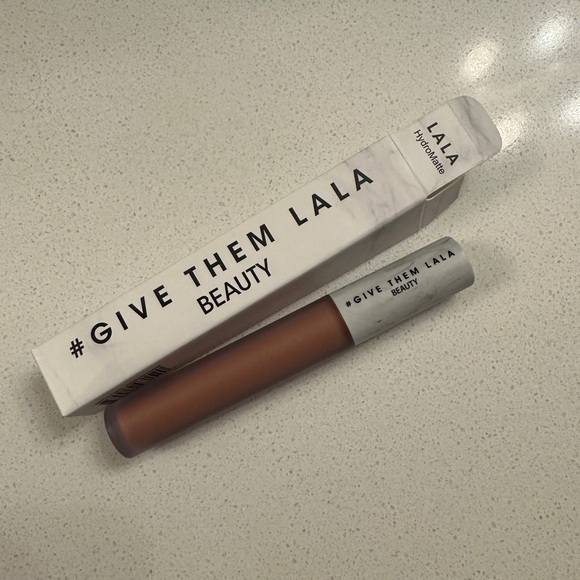 LALA
HydroMatte
#GIVE THEM LALA
BEAUTY
#GIVE THEM LALA
BEAUTY